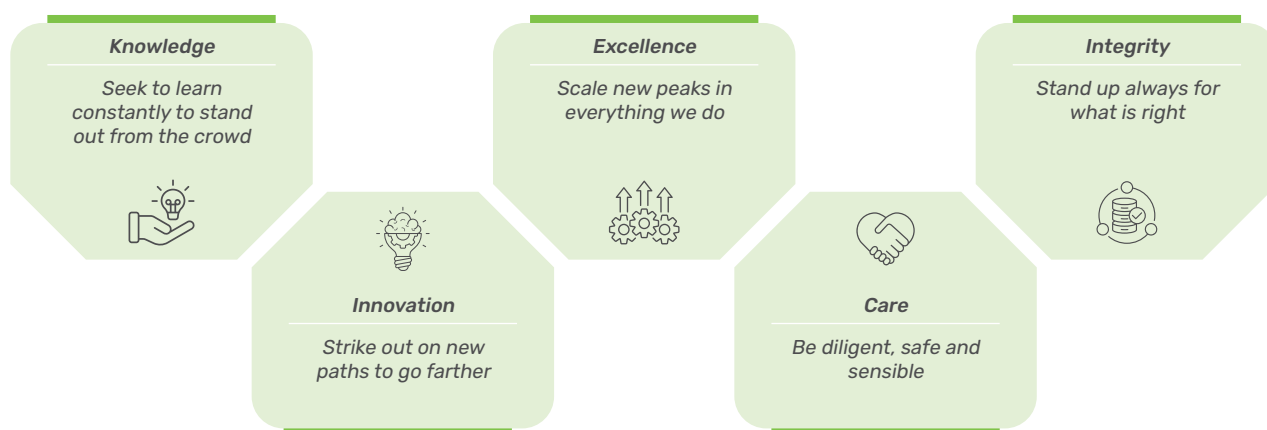 Knowledge
Seek to learn
constantly to stand
out from the crowd
Innovation
Strike out on new
paths to go farther
Excellence
Scale new peaks in
everything we do
Care
Be diligent, safe and
sensible
Integrity
Stand up always for
what is right